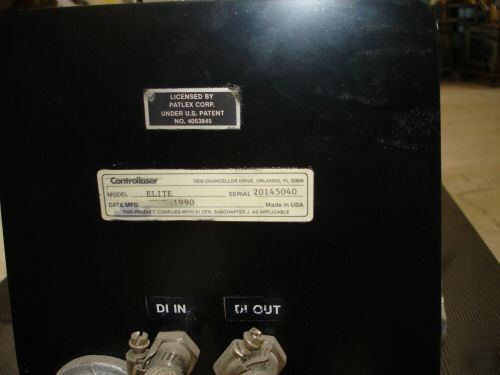 LICENSED BY
PATLEX CORP.
UNDER U.S. PATENT
NO. 4053845
Controllaser 7503 CHANCELLOR DRIVE, ORLANDO, FL 32809
MODEL ELITE SERIAL 20145040
DATE MFD 1990 Made in USA
THIS PRODUCT COMPLIES WITH 21 CFR, SUBCHAPTER J, AS APPLICABLE
DI IN DI OUT